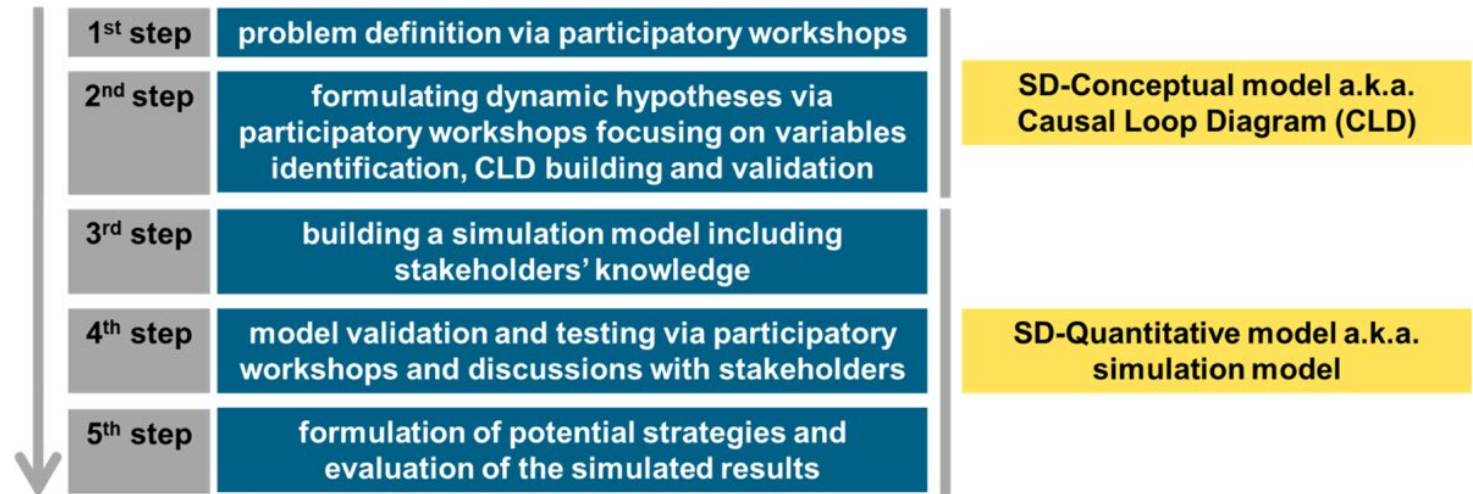 1st step
problem definition via participatory workshops
2nd step
formulating dynamic hypotheses via
participatory workshops focusing on variables
identification, CLD building and validation
SD-Conceptual model a.k.a.
Causal Loop Diagram (CLD)
3rd step
building a simulation model including
stakeholders’ knowledge
4th step
model validation and testing via participatory
workshops and discussions with stakeholders
SD-Quantitative model a.k.a.
simulation model
5th step
formulation of potential strategies and
evaluation of the simulated results